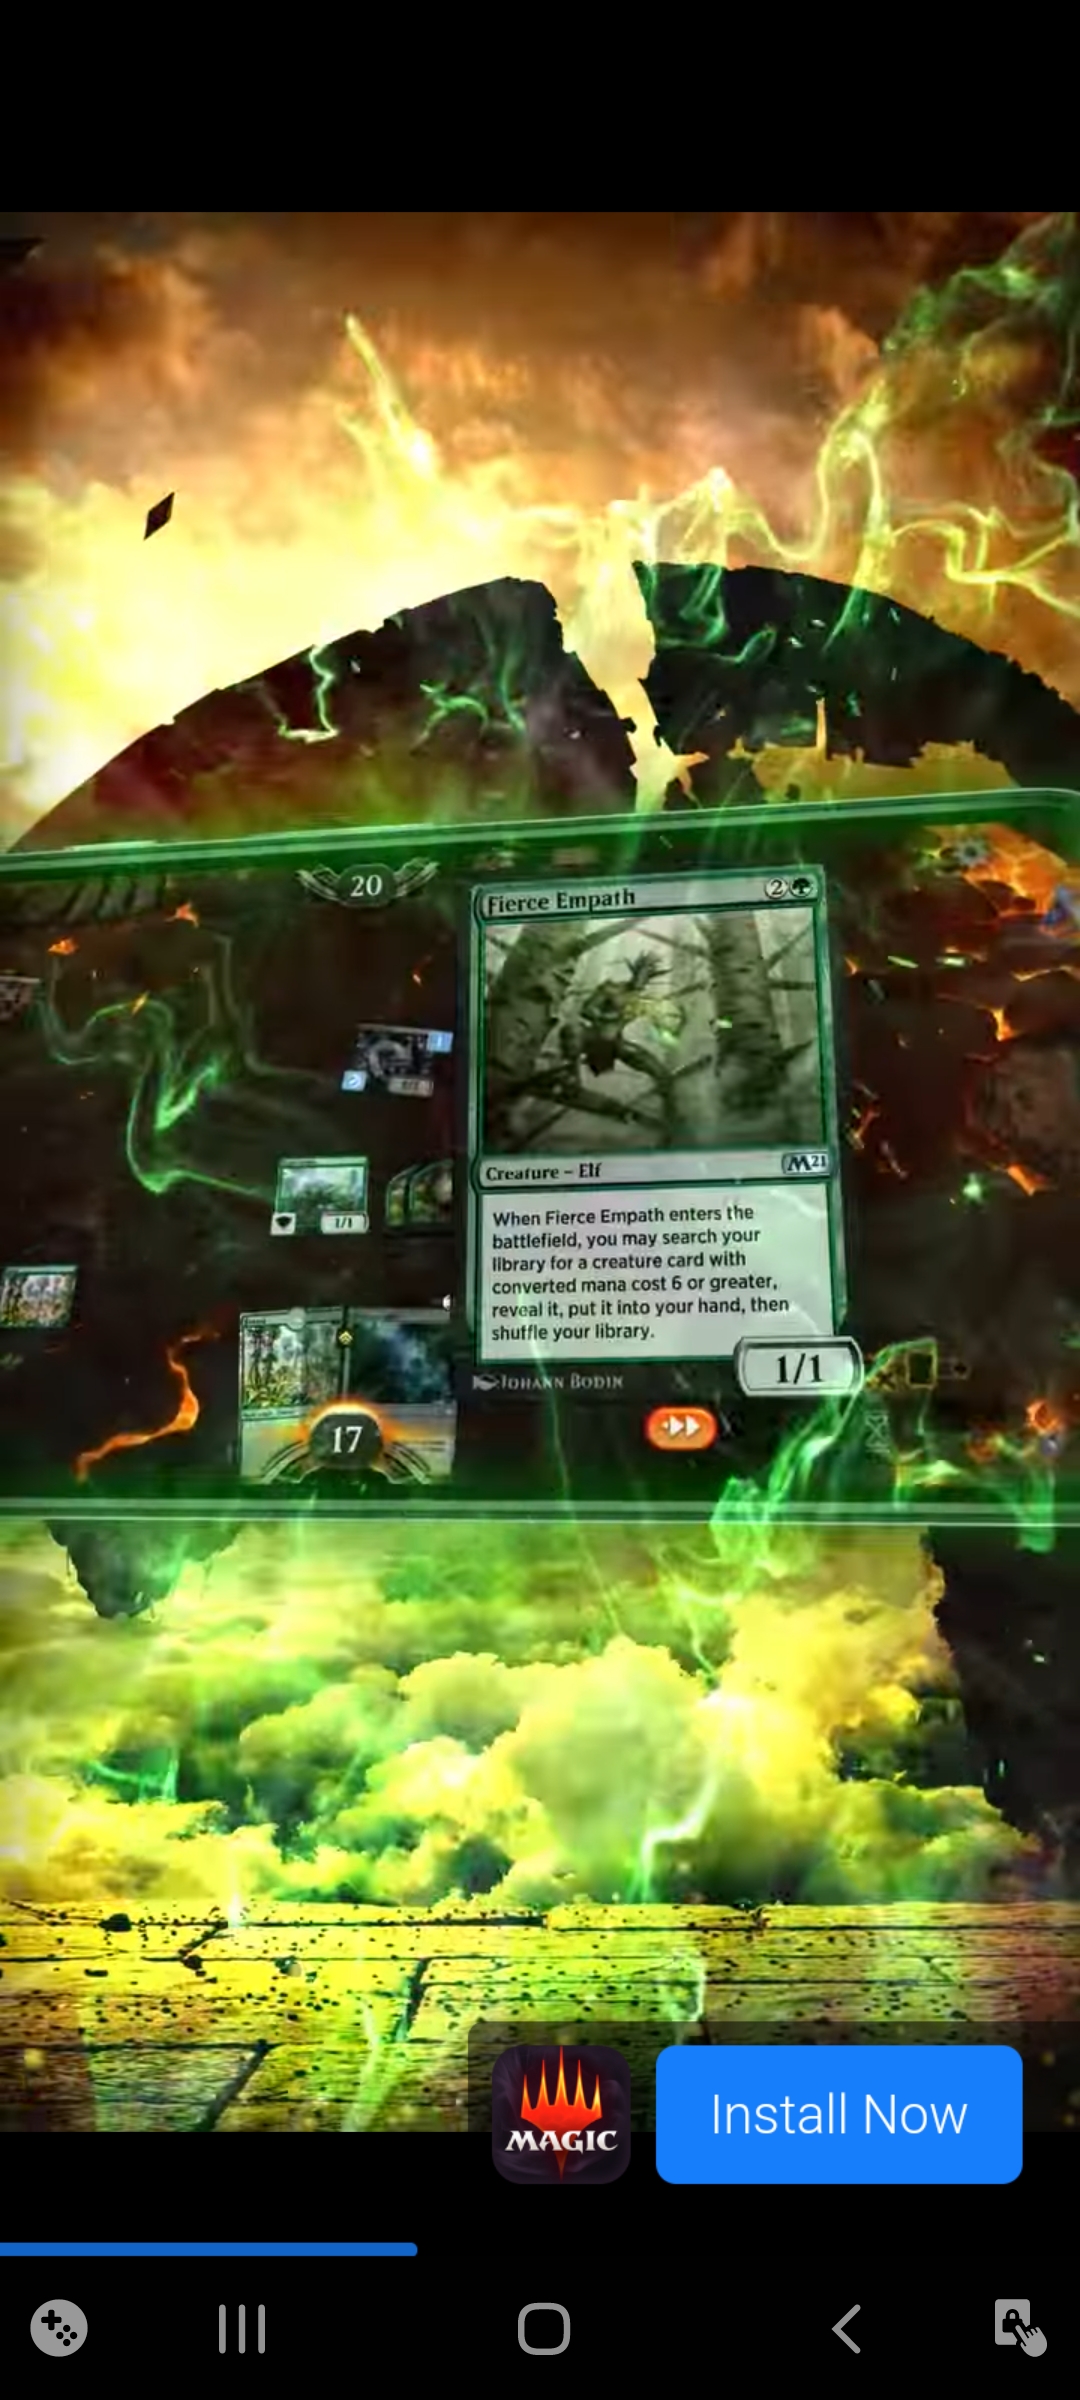 20
Fierce Empath
2
1/1
Creature – Elf
M21
When Fierce Empath enters the
battlefield, you may search your
library for a creature card with
converted mana cost 6 or greater,
reveal it, put it into your hand, then
shuffle your library.
1/1
Johann Bodin
17
MAGIC
Install Now